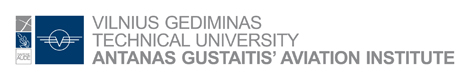 VILNIUS GEDIMINAS
TECHNICAL UNIVERSITY
ANTANAS GUSTAITIS' AVIATION INSTITUTE